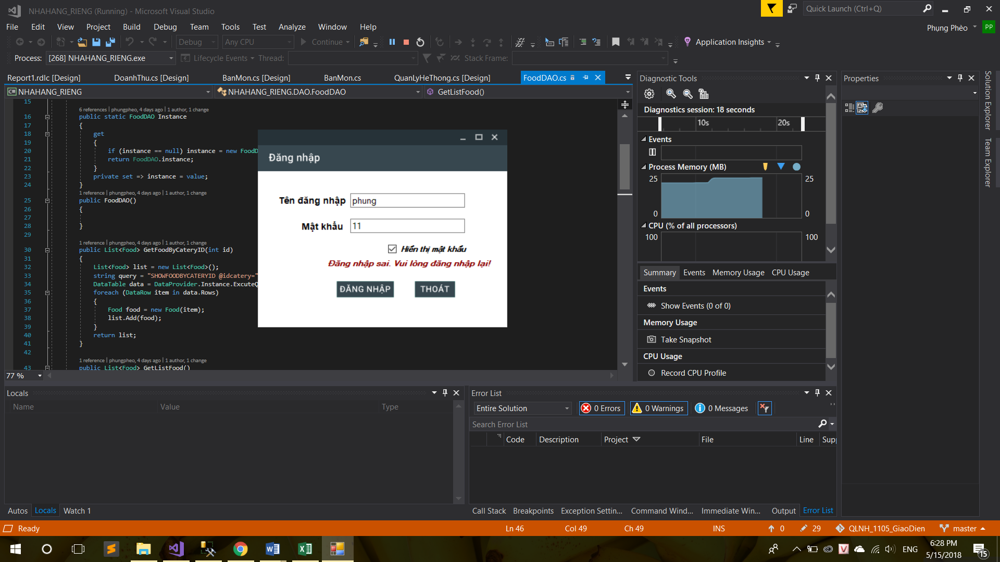 NHAHANG_RIENG (Running) - Microsoft Visual Studio
Quick Launch (Ctrl+Q)
File Edit View Project Build Debug Team Tools Test Analyze Window Help
Phụng Phèo PP
Debug Any CPU Continue Application Insights
Process: [268] NHAHANG_RIENG.exe Lifecycle Events Thread: Stack Frame:
Report1.rdlc [Design] DoanhThu.cs [Design] BanMon.cs [Design] BanMon.cs QuanLyHeThong.cs [Design] FoodDAO.cs
NHAHANG_RIENG NHAHANG_RIENG.DAO.FoodDAO GetListFood()
15
6 references | phungpheo, 4 days ago | 1 author, 1 change
16 public static FoodDAO Instance
17 {
18 get
19 {
20 if (instance == null) instance = new FoodD
21 return FoodDAO.instance;
22 }
23 private set => instance = value;
24 }
1 reference | phungpheo, 4 days ago | 1 author, 1 change
25 public FoodDAO()
26 {
27
28 }
29
1 reference | phungpheo, 4 days ago | 1 author, 1 change
30 public List<Food> GetFoodByCateryID(int id)
31 {
32 List<Food> list = new List<Food>();
33 string query = "SHOWFOODBYCATERYID @idcatery="
34 DataTable data = DataProvider.Instance.ExcuteQ
35 foreach (DataRow item in data.Rows)
36 {
37 Food food = new Food(item);
38 list.Add(food);
39 }
40 return list;
41 }
42
1 reference | phungpheo, 4 days ago | 1 author, 1 change
43 public List<Food> GetListFood()
77 %
Đăng nhập
Tên đăng nhập phung
Mật khẩu 11
Hiển thị mật khẩu
Đăng nhập sai. Vui lòng đăng nhập lại!
ĐĂNG NHẬP THOÁT
Diagnostic Tools
Diagnostics session: 18 seconds
10s 20s
Events
Process Memory (MB)
25 25
0 0
CPU (% of all processors)
100 100
Summary Events Memory Usage CPU Usage
Events
Show Events (0 of 0)
Memory Usage
Take Snapshot
CPU Usage
Record CPU Profile
Properties
Solution Explorer
Team Explorer
Locals
Name Value Type
Autos Locals Watch 1
Error List
Entire Solution 0 Errors 0 Warnings 0 Messages
Search Error List
Code Description Project File Line Supp
Call Stack Breakpoints Exception Settin... Command Wind... Immediate Win... Output Error List
Ready Ln 46 Col 49 Ch 49 INS 0 29 QLNH_1105_GiaoDien master
ENG
6:28 PM
5/15/2018
15